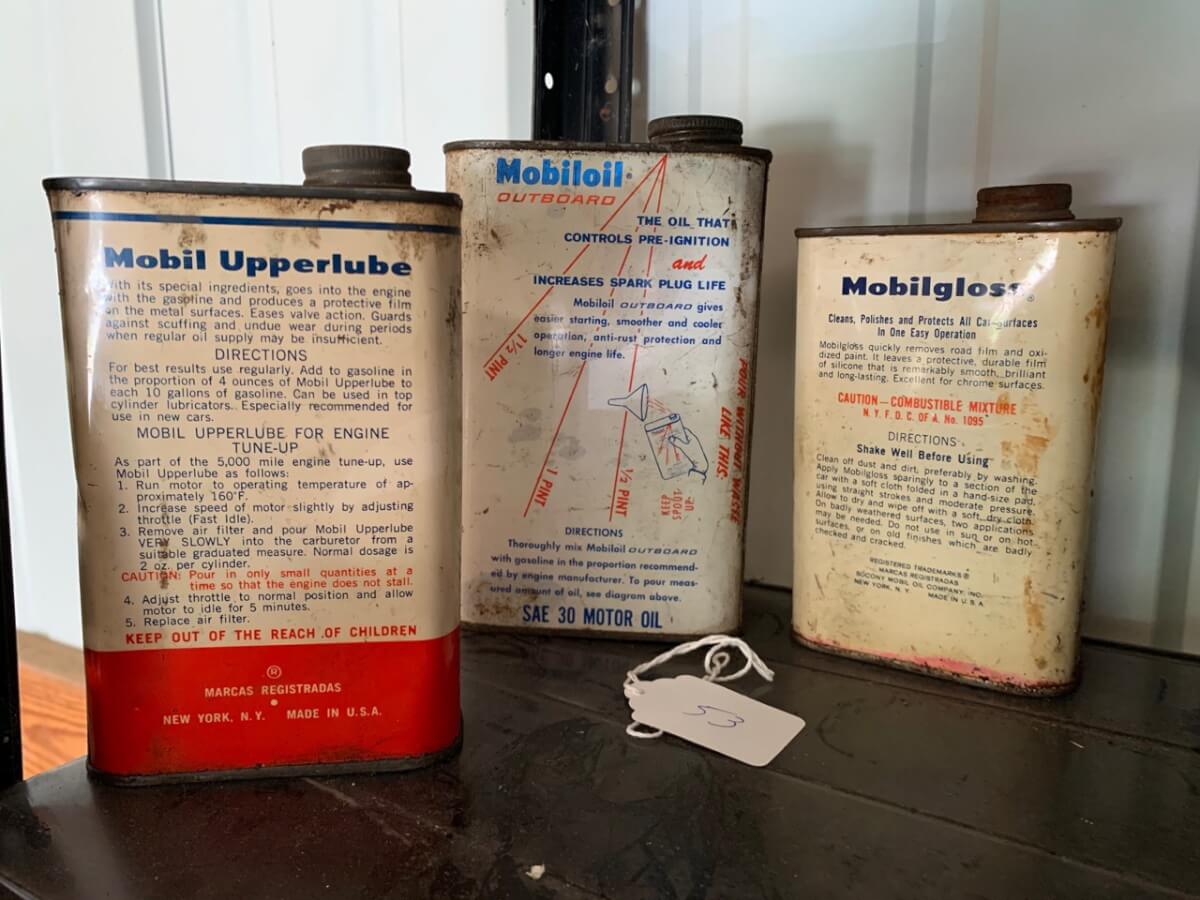 Mobil Upperlube
With its special ingredients, goes into the engine
with the gasoline and produces a protective film
on the metal surfaces. Eases valve action. Guards
against scuffing and undue wear during periods
when regular oil supply may be insufficient.
DIRECTIONS
For best results use regularly. Add to gasoline in
the proportion of 4 ounces of Mobil Upperlube to
each 10 gallons of gasoline. Can be used in top
cylinder lubricators. Especially recommended for
use in new cars.
MOBIL UPPERLUBE FOR ENGINE
TUNE-UP
As part of the 5,000 mile engine tune-up, use
Mobil Upperlube as follows:
1. Run motor to operating temperature of ap-
proximately 160°F.
2. Increase speed of motor slightly by adjusting
throttle (Fast Idle).
3. Remove air filter and pour Mobil Upperlube
VERY SLOWLY into the carburetor from a
suitable graduated measure. Normal dosage is
2 oz. per cylinder.
CAUTION: Pour in only small quantities at a
time so that the engine does not stall.
4. Adjust throttle to normal position and allow
motor to idle for 5 minutes.
5. Replace air filter.
KEEP OUT OF THE REACH OF CHILDREN
®
MARCAS REGISTRADAS
NEW YORK, N.Y. MADE IN U.S.A.
Mobiloil®
OUTBOARD
THE OIL THAT
CONTROLS PRE-IGNITION
and
INCREASES SPARK PLUG LIFE
Mobiloil OUTBOARD gives
easier starting, smoother and cooler
operation, anti-rust protection and
longer engine life.
1½ PINT
1 PINT
½ PINT
KEEP
SPOUT
UP
POUR WITHOUT WASTE
LIKE THIS:
DIRECTIONS
Thoroughly mix Mobiloil OUTBOARD
with gasoline in the proportion recommend-
ed by engine manufacturer. To pour meas-
ured amount of oil, see diagram above.
SAE 30 MOTOR OIL
53
Mobilgloss®
Cleans, Polishes and Protects All Car Surfaces
In One Easy Operation
Mobilgloss quickly removes road film and oxi-
dized paint. It leaves a protective, durable film
of silicone that is remarkably smooth, brilliant
and long-lasting. Excellent for chrome surfaces.
CAUTION—COMBUSTIBLE MIXTURE
N.Y.F.D. C. OF A. No. 1095
DIRECTIONS
Shake Well Before Using
Clean off dust and dirt, preferably by washing.
Apply Mobilgloss sparingly to a section of the
car with a soft cloth folded in a hand-size pad,
using straight strokes and moderate pressure.
Allow to dry and wipe off with a soft, dry cloth.
On badly weathered surfaces, two applications
may be needed. Do not use in sun or on hot
surfaces, or on old finishes which are badly
checked and cracked.
REGISTERED TRADEMARKS®
MARCAS REGISTRADAS
SOCONY MOBIL OIL COMPANY, INC.
NEW YORK, N.Y. MADE IN U.S.A.